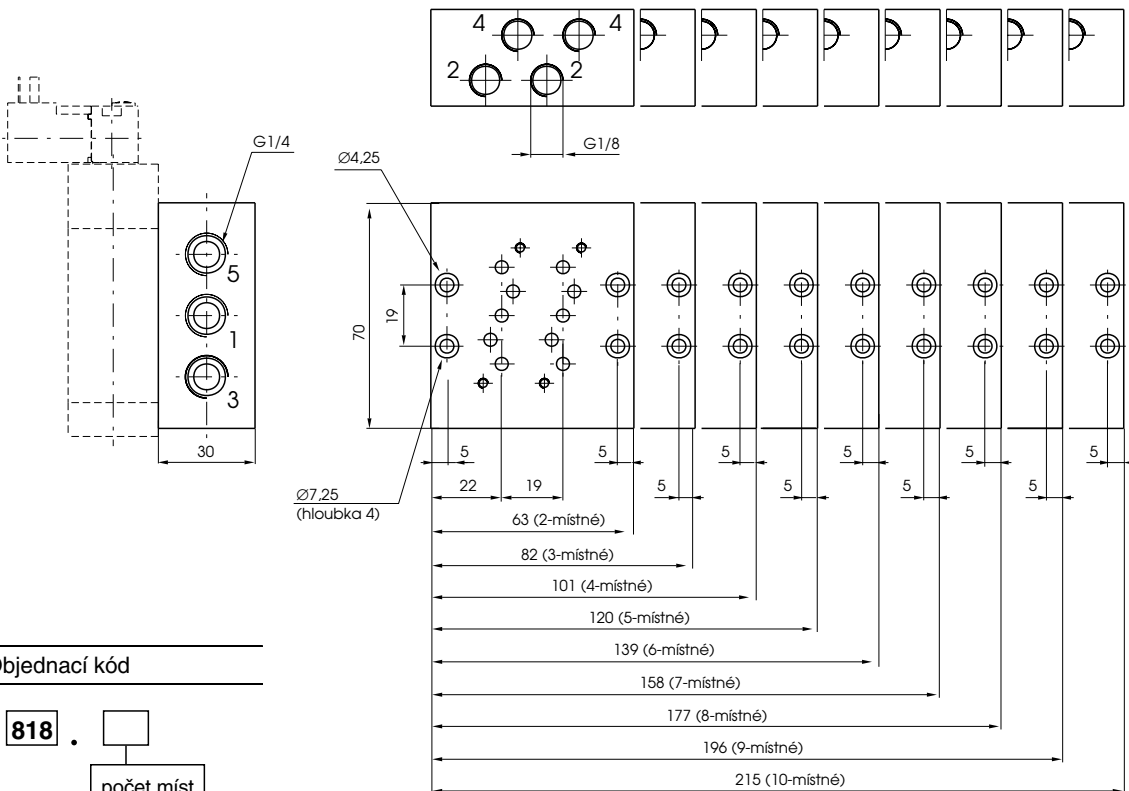 4 4
2 2
G1/8
G1/4
Ø4,25
5
1
3
30
70
19
5 5 5 5 5 5
5 5 5 5
22 19
Ø7,25
(hloubka 4)
63 (2-místné)
82 (3-místné)
101 (4-místné)
120 (5-místné)
139 (6-místné)
158 (7-místné)
177 (8-místné)
196 (9-místné)
215 (10-místné)
Objednací kód
818 .
počet míst